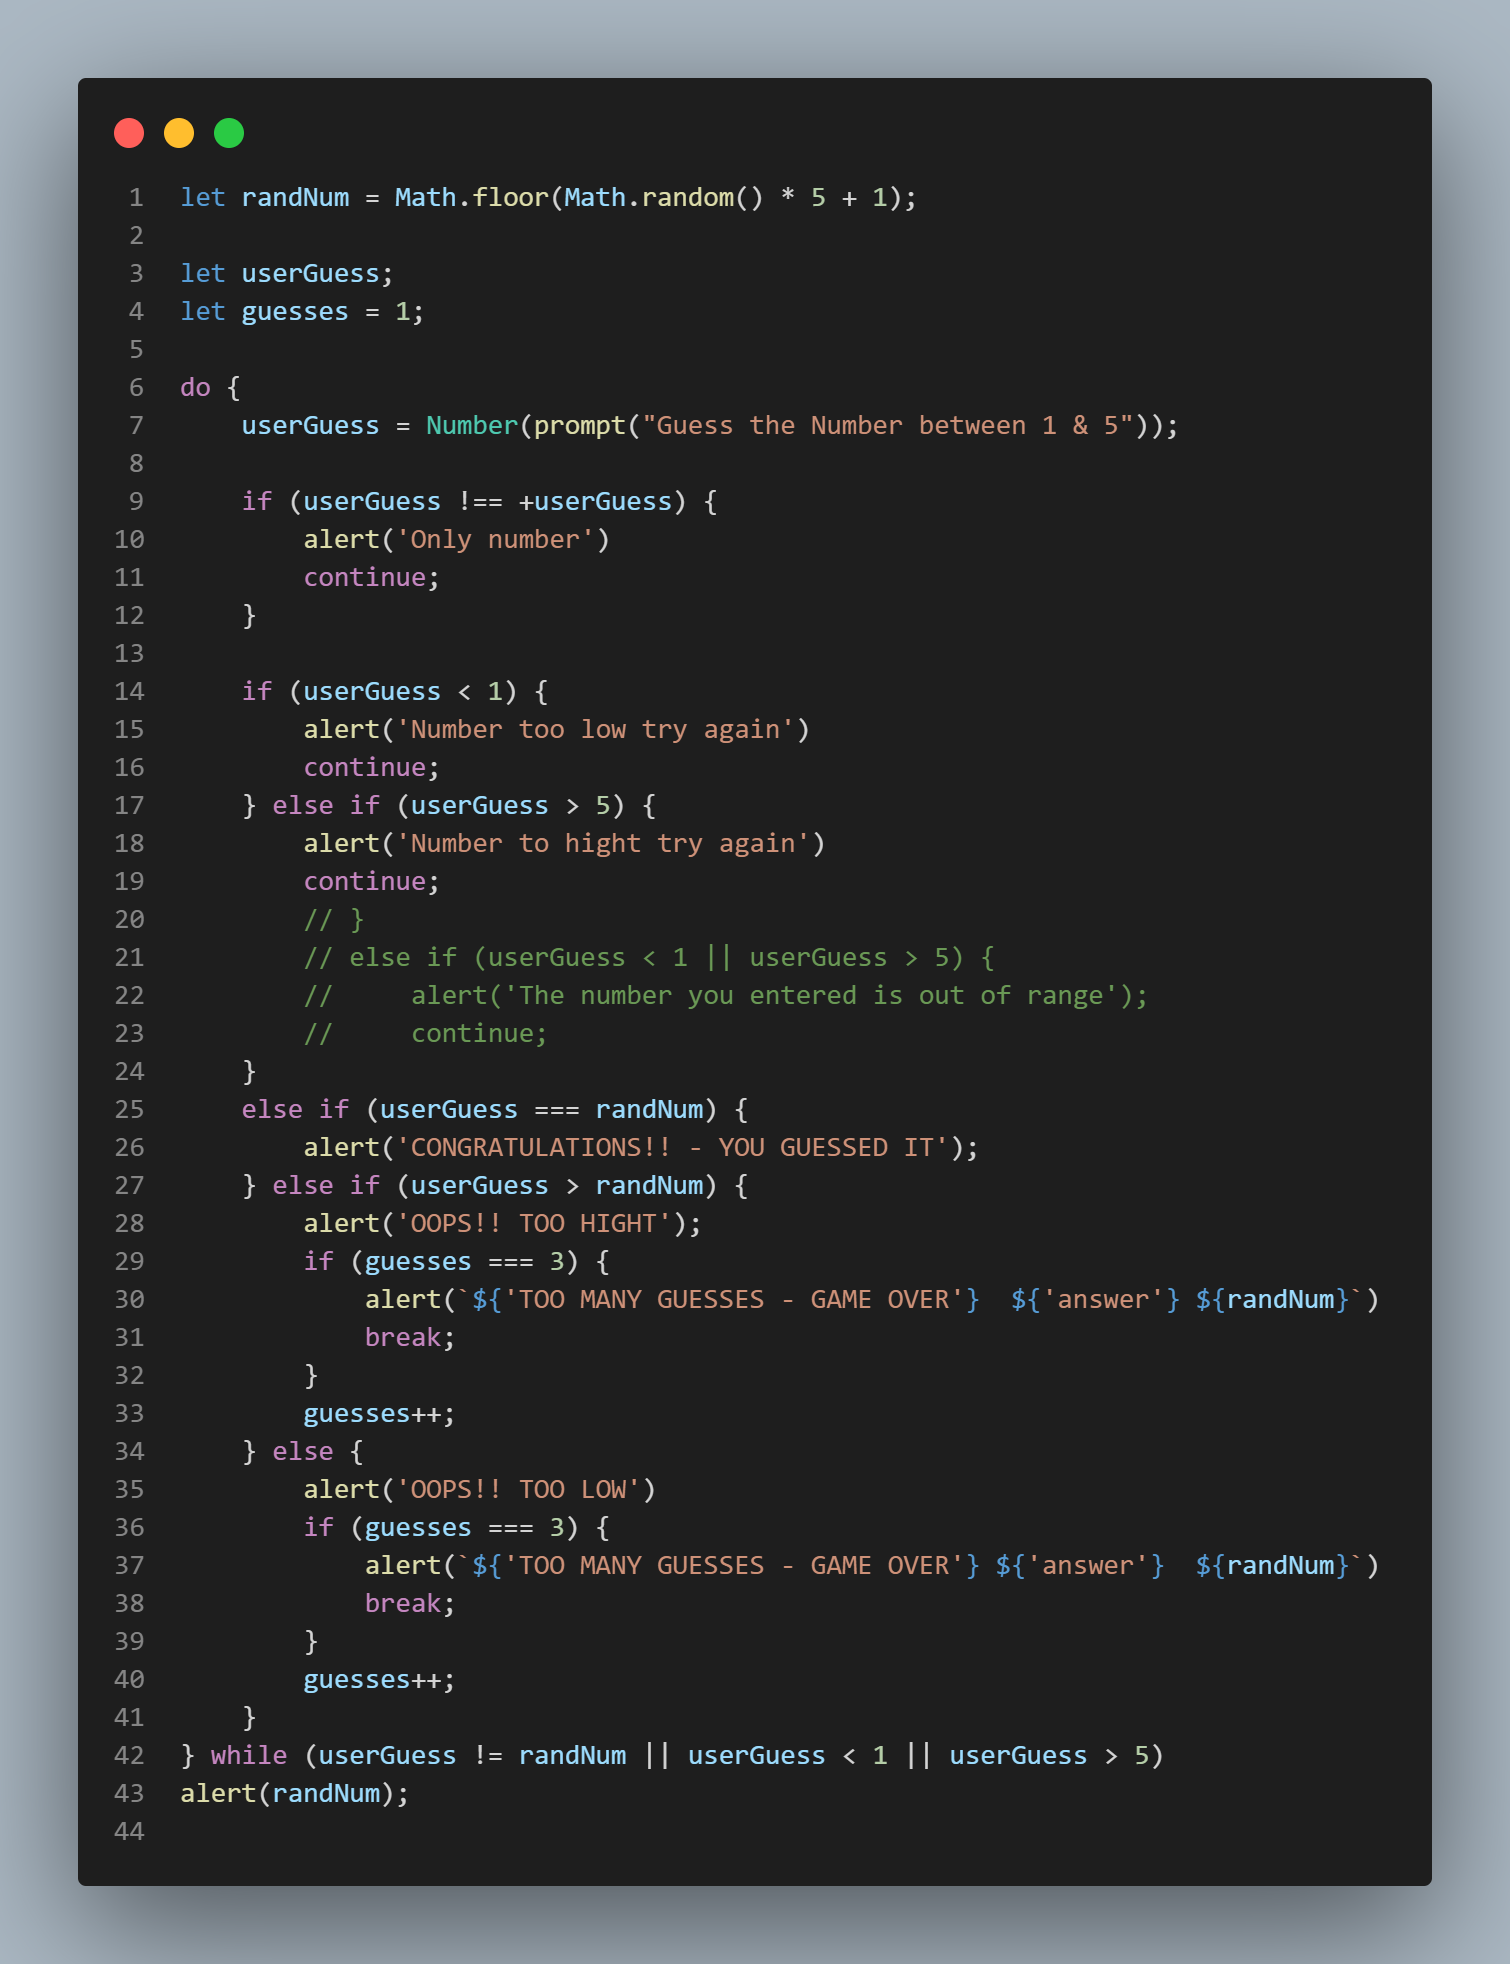 1 let randNum = Math.floor(Math.random() * 5 + 1);
2
3 let userGuess;
4 let guesses = 1;
5
6 do {
7     userGuess = Number(prompt("Guess the Number between 1 & 5"));
8
9     if (userGuess !== +userGuess) {
10         alert('Only number')
11         continue;
12     }
13
14     if (userGuess < 1) {
15         alert('Number too low try again')
16         continue;
17     } else if (userGuess > 5) {
18         alert('Number to hight try again')
19         continue;
20         // }
21         // else if (userGuess < 1 || userGuess > 5) {
22         //     alert('The number you entered is out of range');
23         //     continue;
24     }
25     else if (userGuess === randNum) {
26         alert('CONGRATULATIONS!! - YOU GUESSED IT');
27     } else if (userGuess > randNum) {
28         alert('OOPS!! TOO HIGHT');
29         if (guesses === 3) {
30             alert(`${'TOO MANY GUESSES - GAME OVER'}  ${'answer'} ${randNum}`)
31             break;
32         }
33         guesses++;
34     } else {
35         alert('OOPS!! TOO LOW')
36         if (guesses === 3) {
37             alert(`${'TOO MANY GUESSES - GAME OVER'} ${'answer'}  ${randNum}`)
38             break;
39         }
40         guesses++;
41     }
42 } while (userGuess != randNum || userGuess < 1 || userGuess > 5)
43 alert(randNum);
44